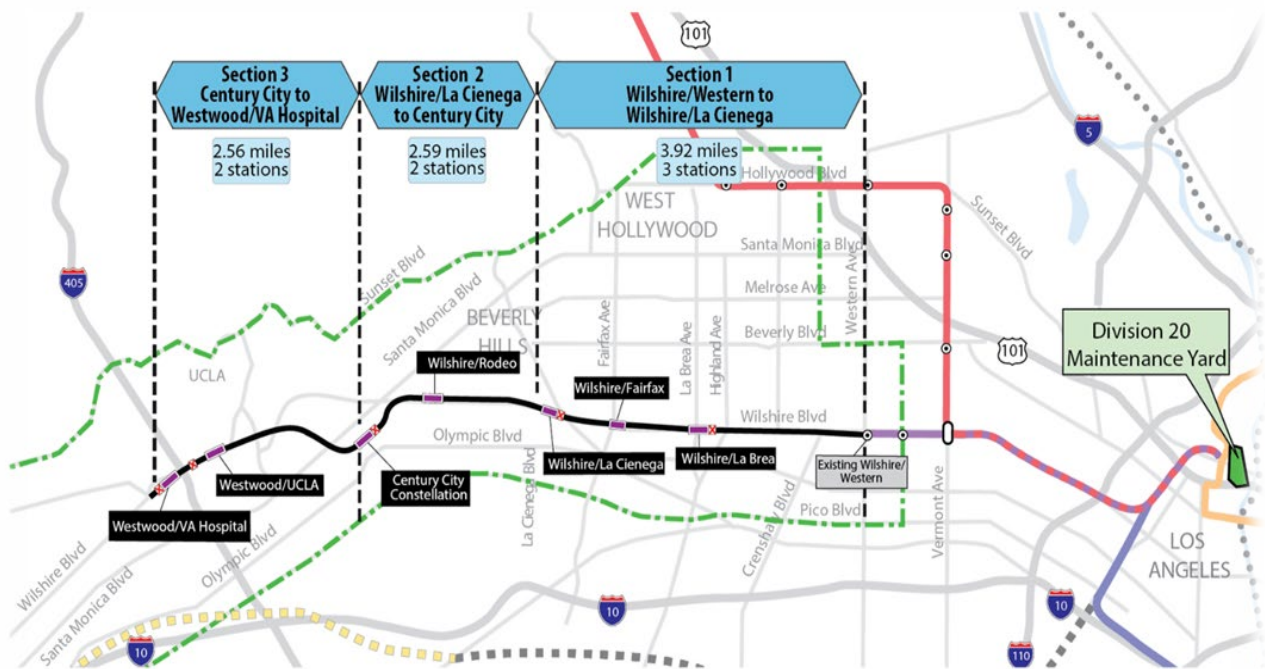 101
Section 3
Century City to
Westwood/VA Hospital
Section 2
Wilshire/La Cienega
to Century City
Section 1
Wilshire/Western to
Wilshire/La Cienega
2.56 miles
2 stations
2.59 miles
2 stations
3.92 miles
3 stations
5
Hollywood Blvd
WEST
HOLLYWOOD
Sunset Blvd
Santa Monica Blvd
Sunset Blvd
405
Melrose Ave
Western Ave
Santa Monica Blvd
BEVERLY
HILLS
Fairfax Ave
La Brea Ave
Highland Ave
Beverly Blvd
101
Division 20
Maintenance Yard
UCLA
Wilshire/Rodeo
Wilshire/Fairfax
Wilshire Blvd
Olympic Blvd
Wilshire/La Cienega
Wilshire/La Brea
Existing Wilshire/
Western
Westwood/UCLA
Century City
Constellation
La Cienega Blvd
Crenshaw Blvd
Vermont Ave
Pico Blvd
Westwood/VA Hospital
LOS
ANGELES
Wilshire Blvd
Santa Monica Blvd
Olympic Blvd
10
10
10
110